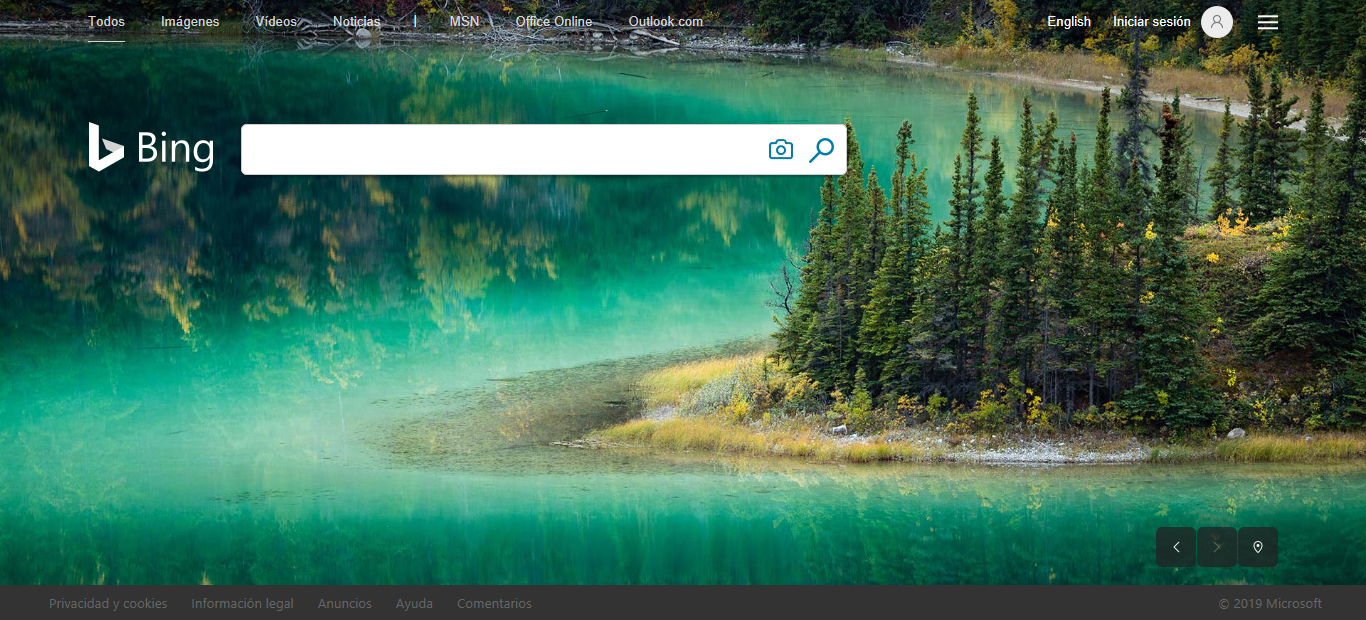 Todos Imágenes Vídeos Noticias | MSN Office Online Outlook.com English Iniciar sesión
Bing
Privacidad y cookies Información legal Anuncios Ayuda Comentarios © 2019 Microsoft